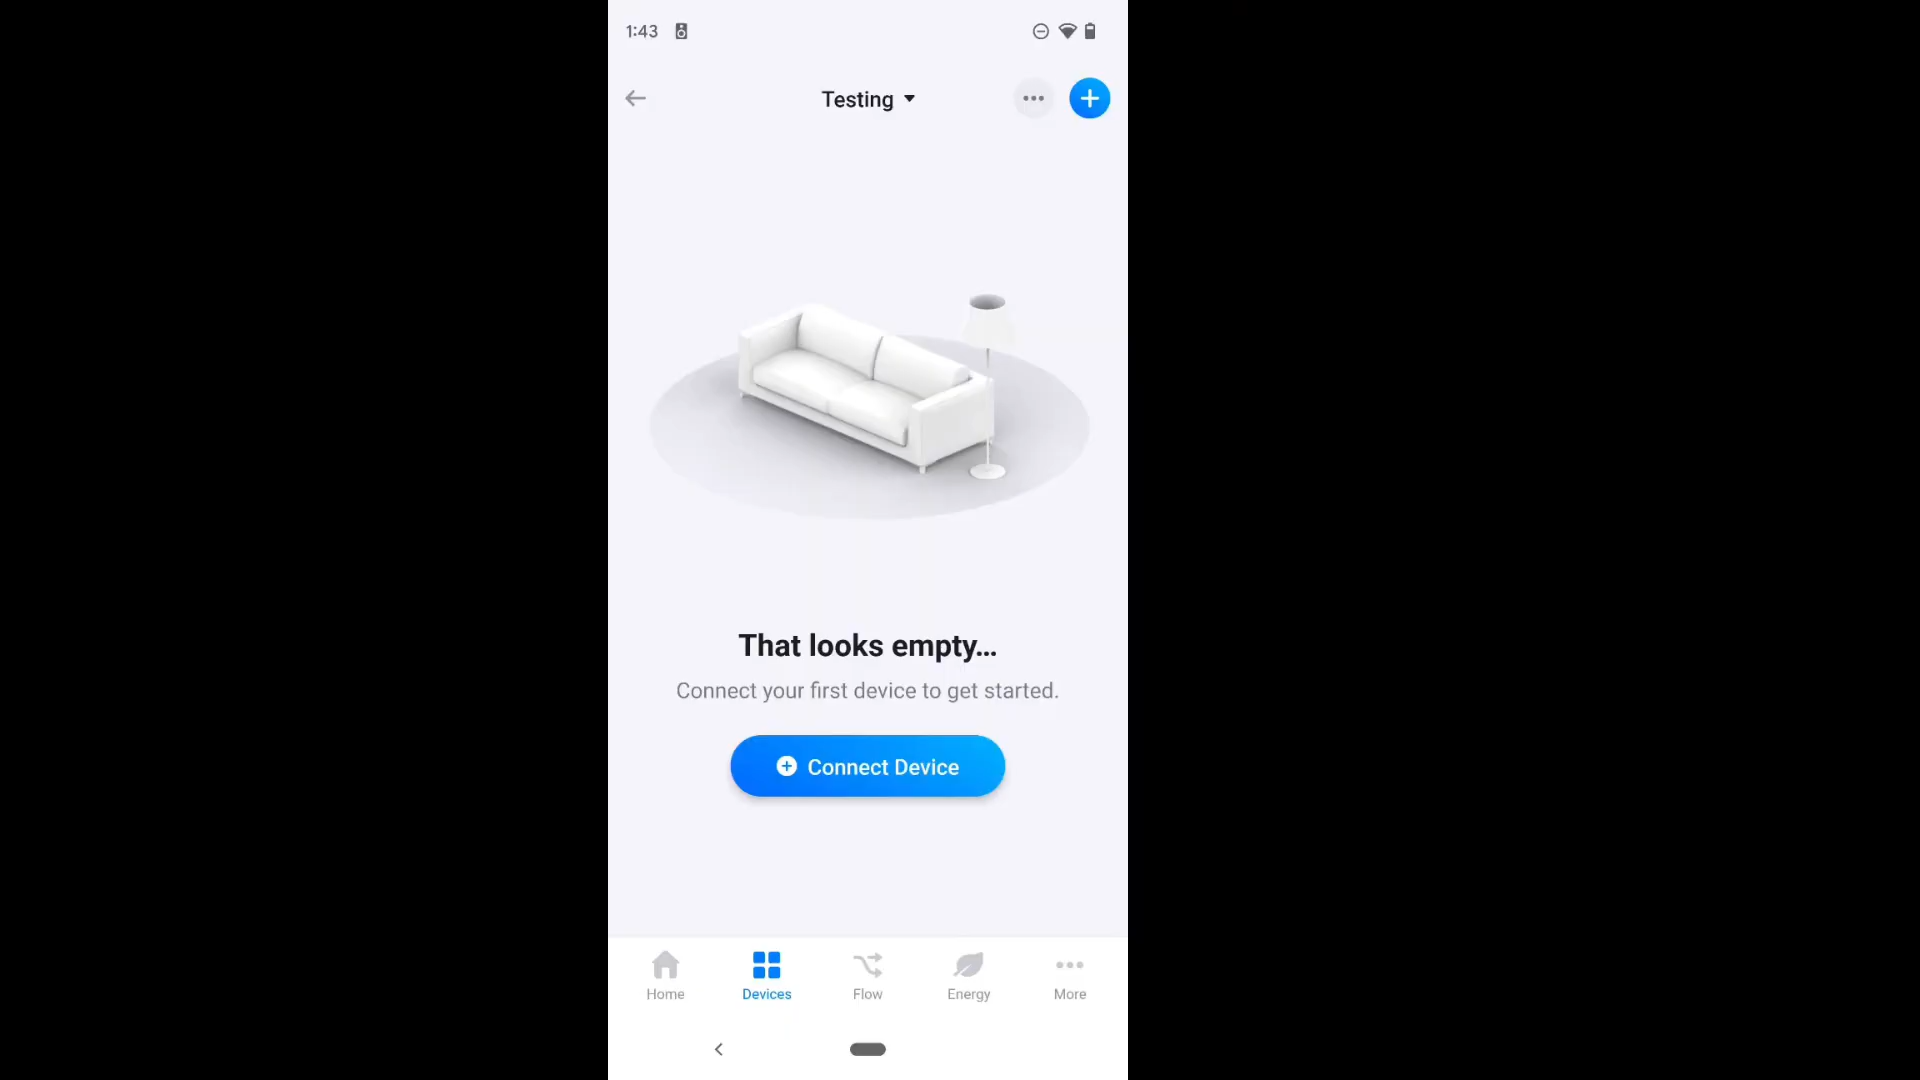 1:43
Testing
That looks empty...
Connect your first device to get started.
Connect Device
Home
Devices
Flow
Energy
More